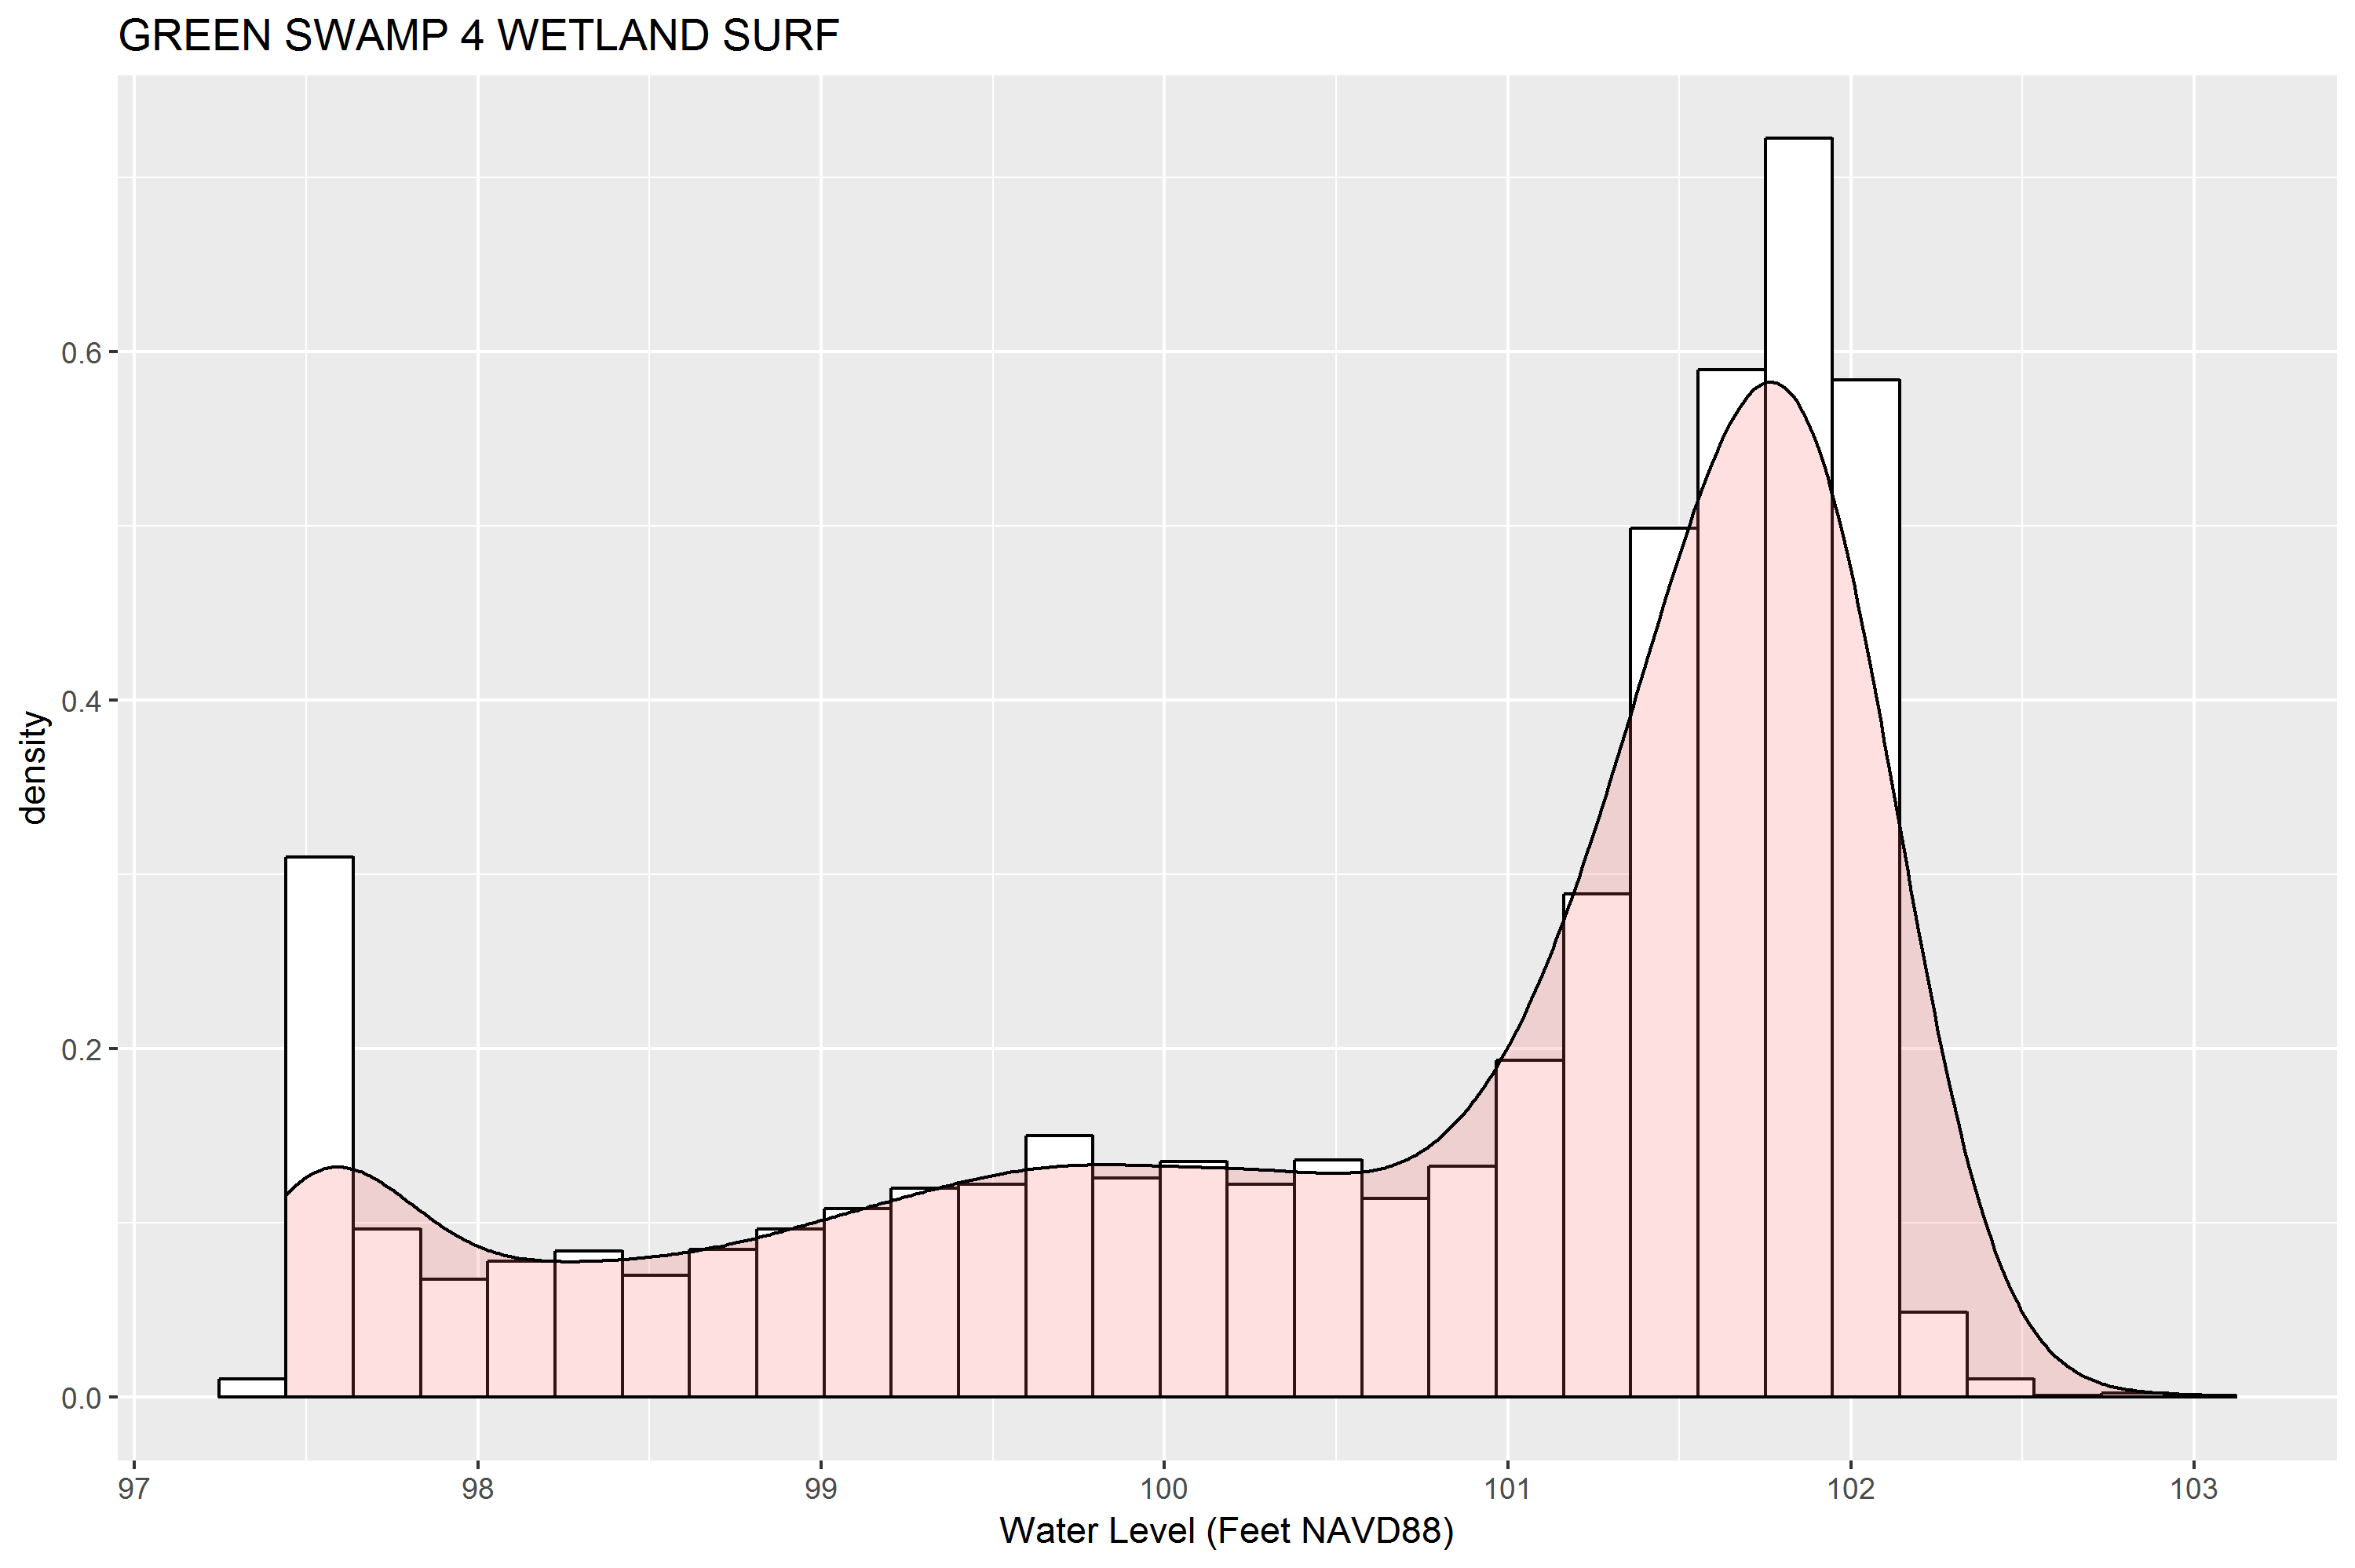 GREEN SWAMP 4 WETLAND SURF
density
0.6
0.4
0.2
0.0
97 98 99 100 101 102 103
Water Level (Feet NAVD88)